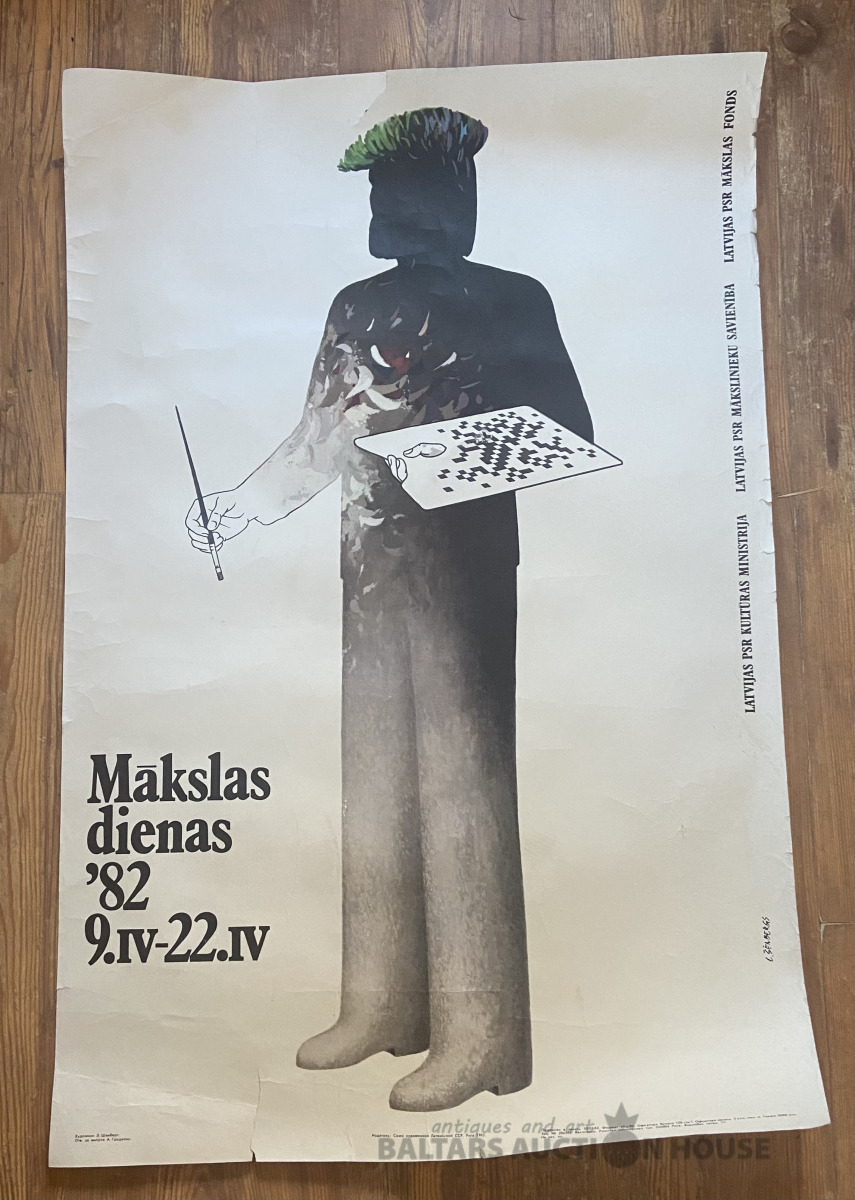 Mākslas
dienas
'82
9.IV-22.IV
LATVIJAS PSR KULTŪRAS MINISTRIJA LATVIJAS PSR MĀKSLINIEKU SAVIENĪBA LATVIJAS PSR MĀKSLAS FONDS
antiques and art
BALTARS AUCTION HOUSE